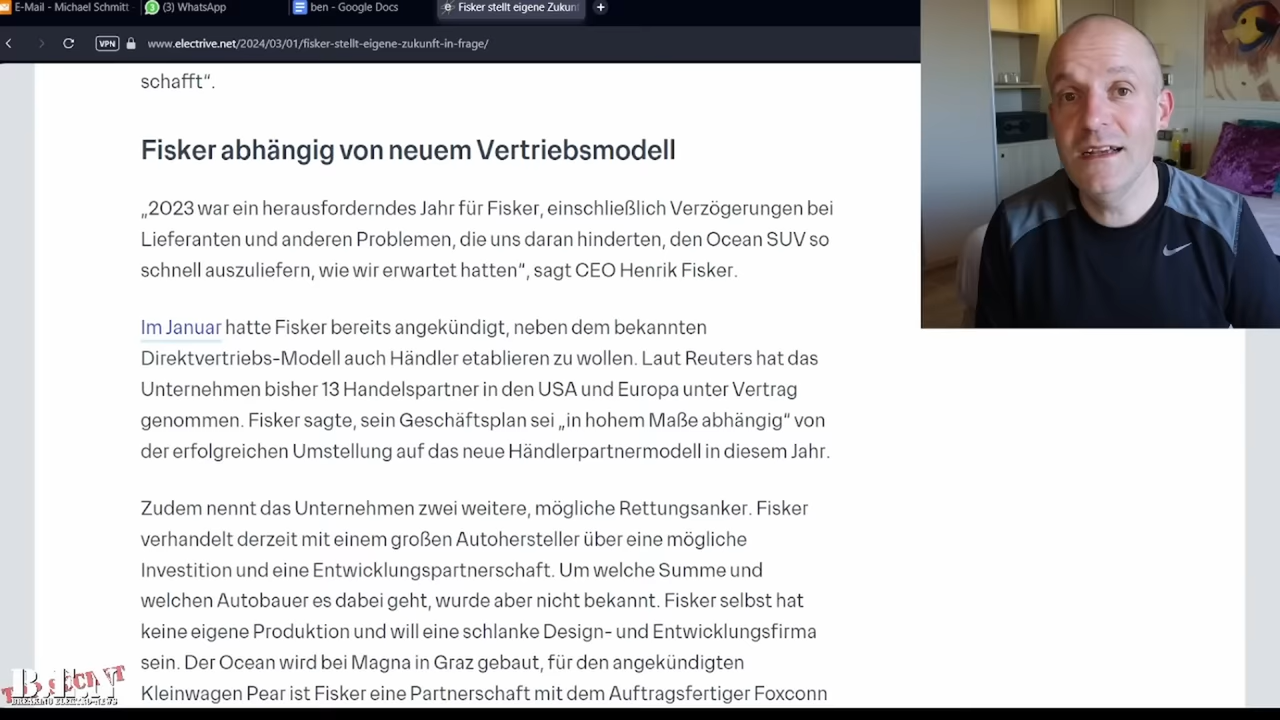 E-Mail - Michael Schmitt
(3) WhatsApp
ben - Google Docs
Fisker stellt eigene Zukunf
VPN
www.electrive.net/2024/03/01/fisker-stellt-eigene-zukunft-in-frage/
schafft“.
Fisker abhängig von neuem Vertriebsmodell
„2023 war ein herausforderndes Jahr für Fisker, einschließlich Verzögerungen bei
Lieferanten und anderen Problemen, die uns daran hinderten, den Ocean SUV so
schnell auszuliefern, wie wir erwartet hatten“, sagt CEO Henrik Fisker.
Im Januar hatte Fisker bereits angekündigt, neben dem bekannten
Direktvertriebs-Modell auch Händler etablieren zu wollen. Laut Reuters hat das
Unternehmen bisher 13 Handelspartner in den USA und Europa unter Vertrag
genommen. Fisker sagte, sein Geschäftsplan sei „in hohem Maße abhängig“ von
der erfolgreichen Umstellung auf das neue Händlerpartnermodell in diesem Jahr.
Zudem nennt das Unternehmen zwei weitere, mögliche Rettungsanker. Fisker
verhandelt derzeit mit einem großen Autohersteller über eine mögliche
Investition und eine Entwicklungspartnerschaft. Um welche Summe und
welchen Autobauer es dabei geht, wurde aber nicht bekannt. Fisker selbst hat
keine eigene Produktion und will eine schlanke Design- und Entwicklungsfirma
sein. Der Ocean wird bei Magna in Graz gebaut, für den angekündigten
Kleinwagen Pear ist Fisker eine Partnerschaft mit dem Auftragsfertiger Foxconn
B.E.N
BREAKING ELECTRO-NEWS